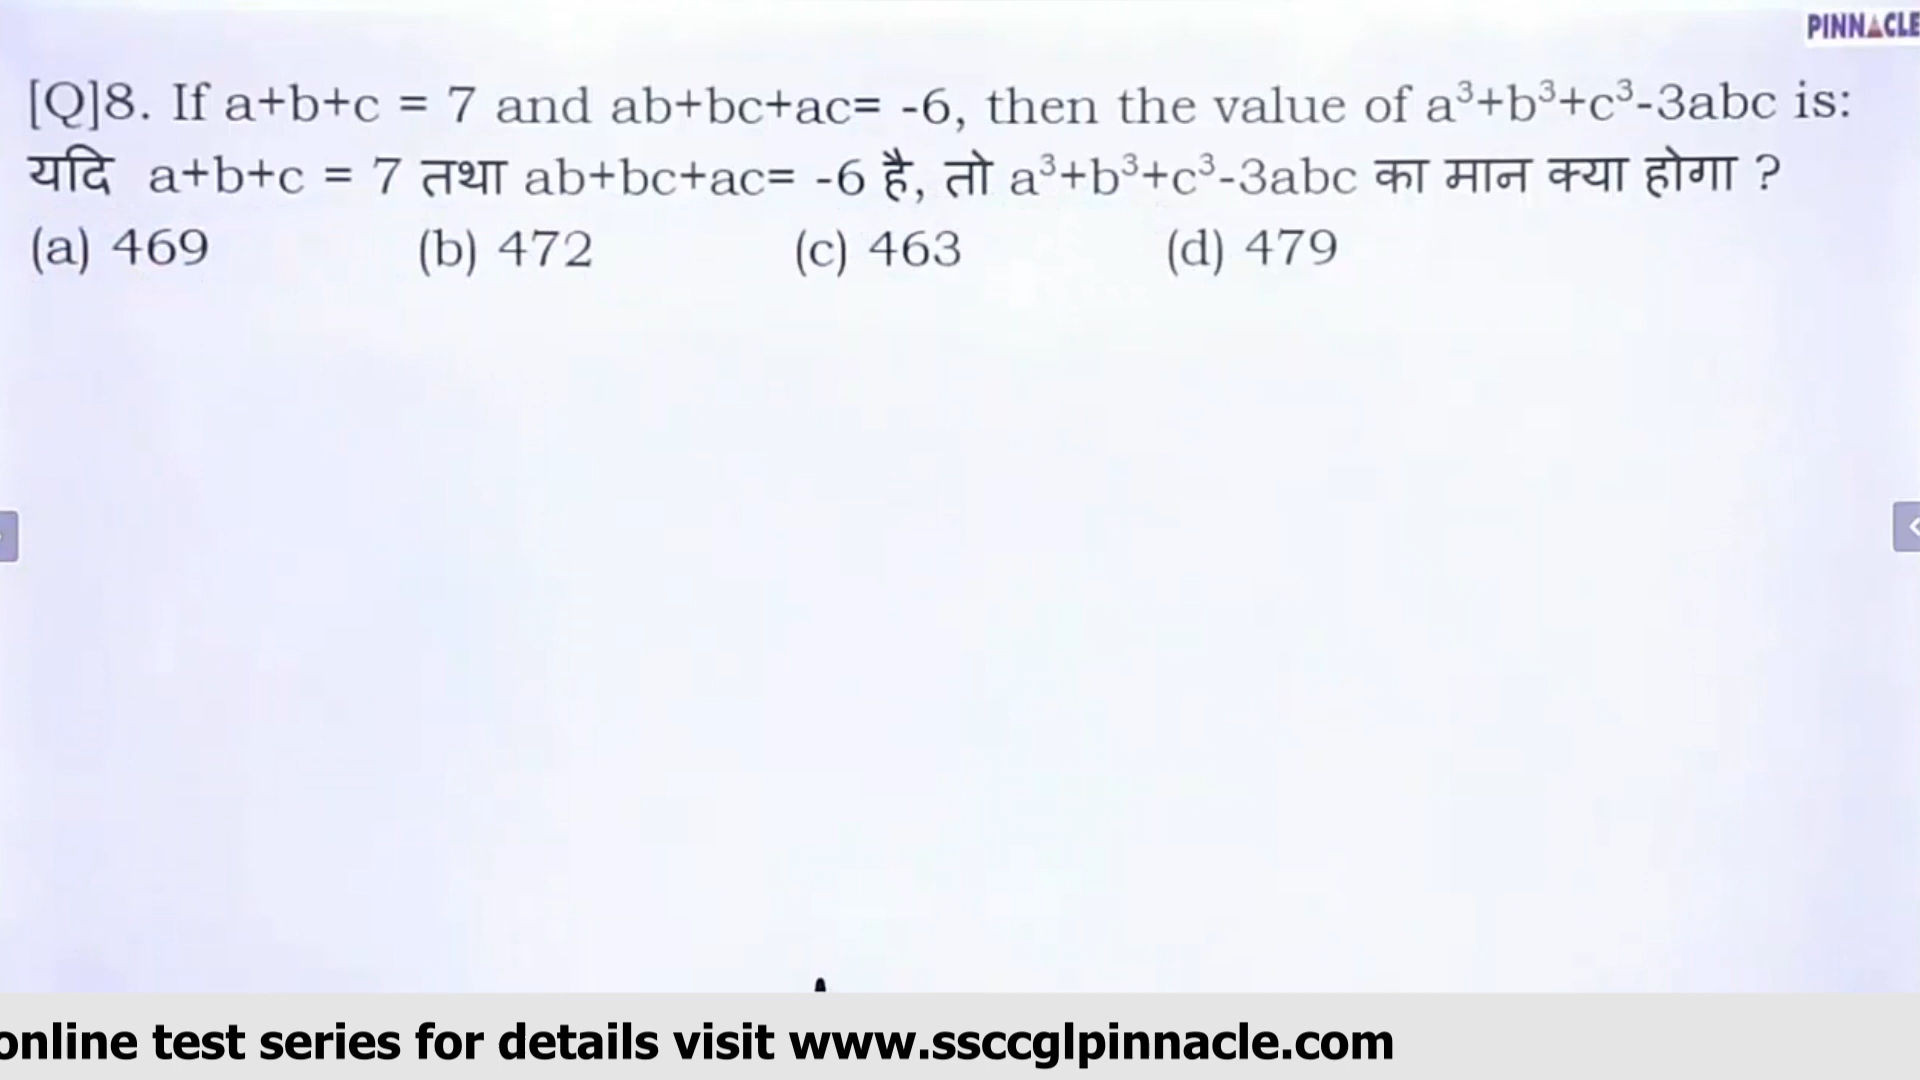 PINNACLE
[Q]8. If a+b+c = 7 and ab+bc+ac= -6, then the value of a³+b³+c³-3abc is:
यदि a+b+c = 7 तथा ab+bc+ac= -6 है, तो a³+b³+c³-3abc का मान क्या होगा ?
(a) 469 (b) 472 (c) 463 (d) 479
online test series for details visit www.ssccglpinnacle.com